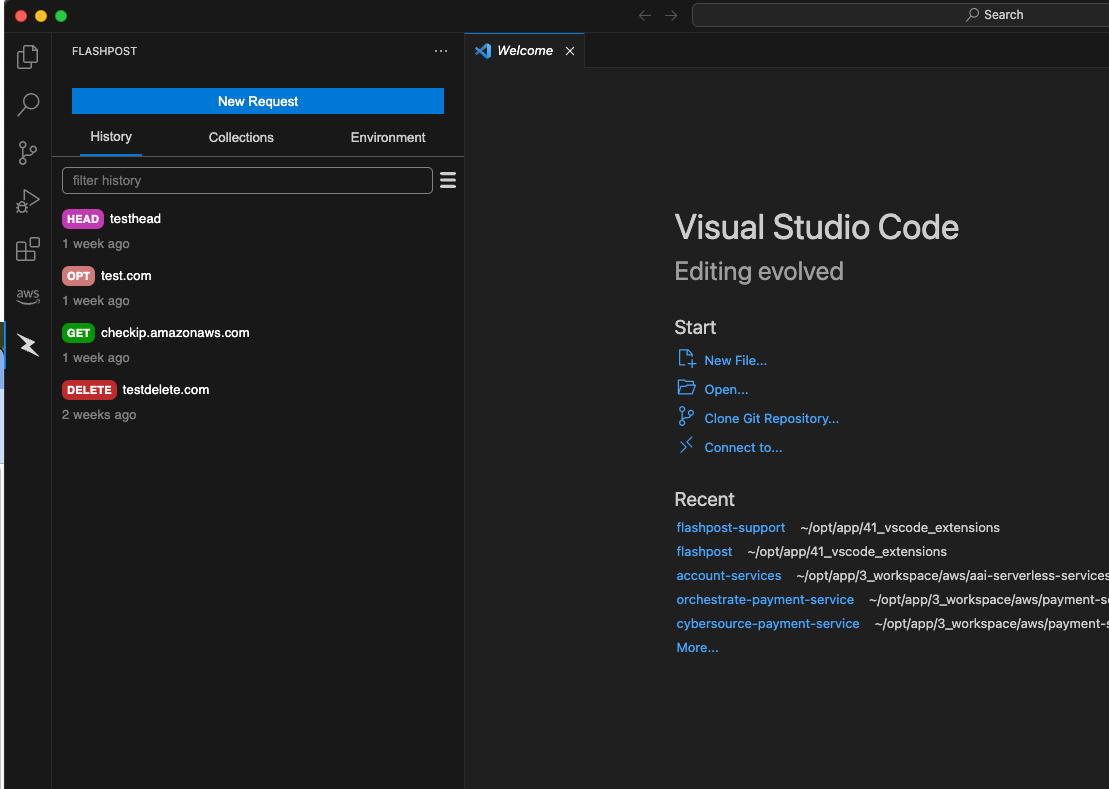 Search
FLASHPOST
Welcome
New Request
History Collections Environment
filter history
HEAD testhead
1 week ago
OPT test.com
1 week ago
GET checkip.amazonaws.com
1 week ago
DELETE testdelete.com
2 weeks ago
aws
Visual Studio Code
Editing evolved
Start
New File...
Open...
Clone Git Repository...
Connect to...
Recent
flashpost-support ~/opt/app/41_vscode_extensions
flashpost ~/opt/app/41_vscode_extensions
account-services ~/opt/app/3_workspace/aws/aai-serverless-services
orchestrate-payment-service ~/opt/app/3_workspace/aws/payment-s
cybersource-payment-service ~/opt/app/3_workspace/aws/payment-s
More...